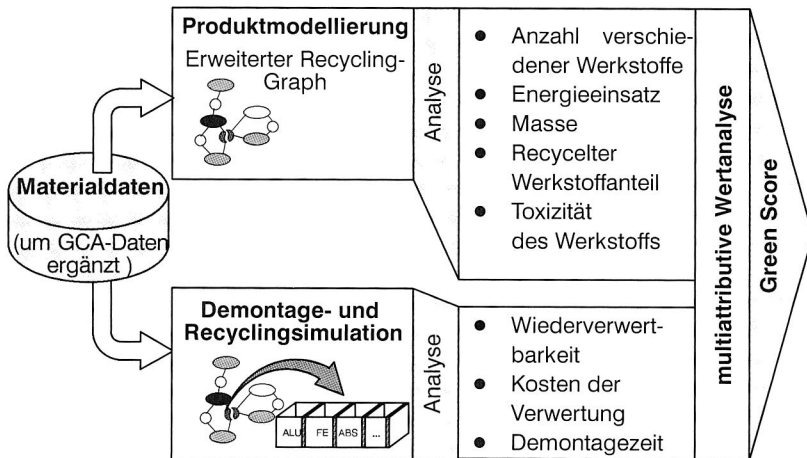 Materialdaten
(um GCA-Daten
ergänzt )
Produktmodellierung
Erweiterter Recycling-
Graph
Analyse
Anzahl verschie-
dener Werkstoffe
Energieeinsatz
Masse
Recycelter
Werkstoffanteil
Toxizität
des Werkstoffs
Demontage- und
Recyclingsimulation
ALU
FE
ABS
...
Analyse
Wiederverwert-
barkeit
Kosten der
Verwertung
Demontagezeit
multiattributive Wertanalyse
Green Score